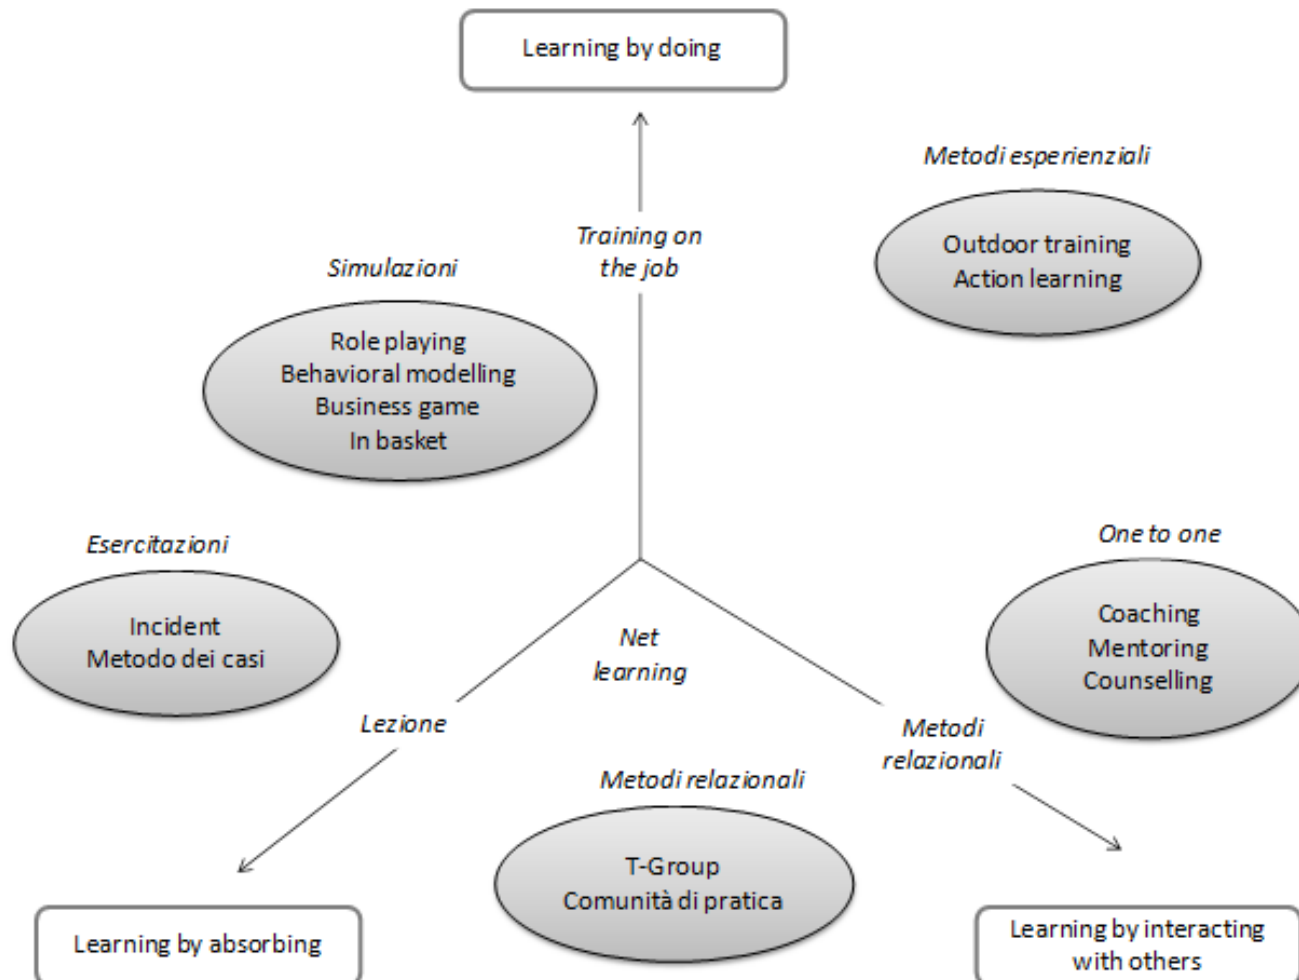 Learning by doing
Metodi esperienziali
Outdoor training
Action learning
Training on
the job
Simulazioni
Role playing
Behavioral modelling
Business game
In basket
Esercitazioni
Incident
Metodo dei casi
One to one
Coaching
Mentoring
Counselling
Net
learning
Lezione
Metodi
relazionali
Metodi relazionali
T-Group
Comunità di pratica
Learning by absorbing
Learning by interacting
with others